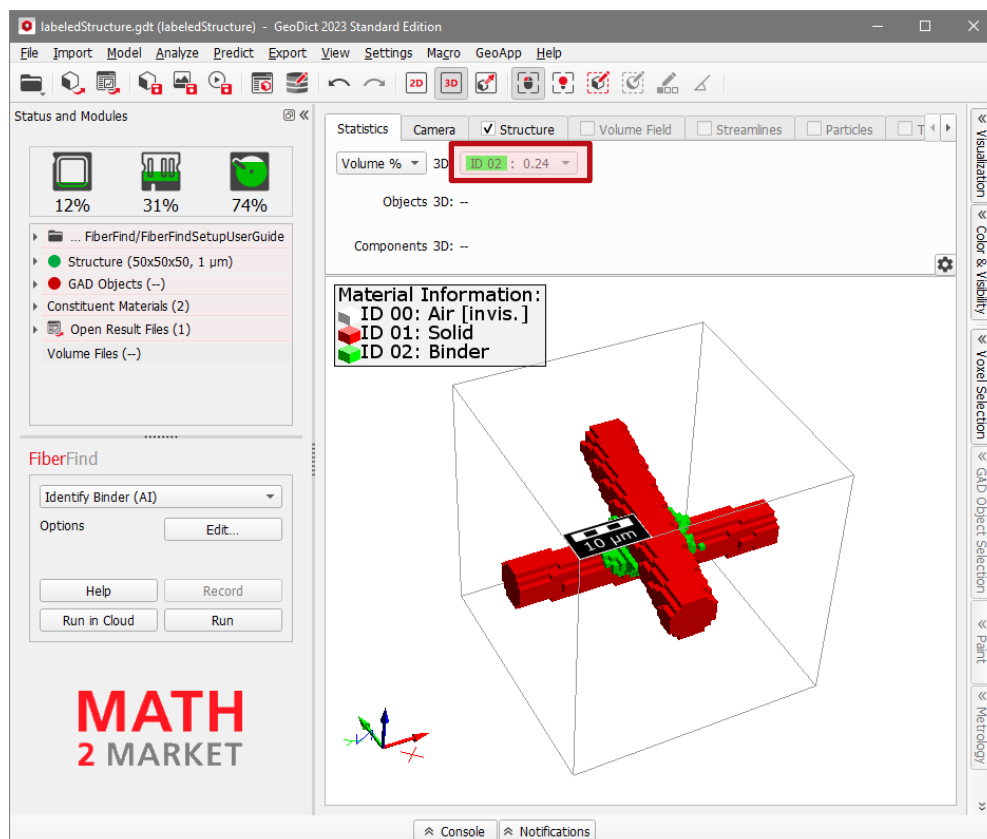 labeledStructure.gdt (labeledStructure) - GeoDict 2023 Standard Edition
File Import Model Analyze Predict Export View Settings Macro GeoApp Help
2D 3D
Status and Modules
12% 31% 74%
... FiberFind/FiberFindSetupUserGuide
Structure (50x50x50, 1 µm)
GAD Objects (--)
Constituent Materials (2)
Open Result Files (1)
Volume Files (--)
FiberFind
Identify Binder (AI)
Options Edit...
Help Record
Run in Cloud Run
MATH
2 MARKET
Statistics Camera Structure Volume Field Streamlines Particles T
Volume % 3D ID 02 : 0.24
Objects 3D: --
Components 3D: --
Material Information:
ID 00: Air [invis.]
ID 01: Solid
ID 02: Binder
10 µm
X
Visualization
Color & Visibility
Voxel Selection
GAD Object Selection
Paint
Metrology
Console Notifications